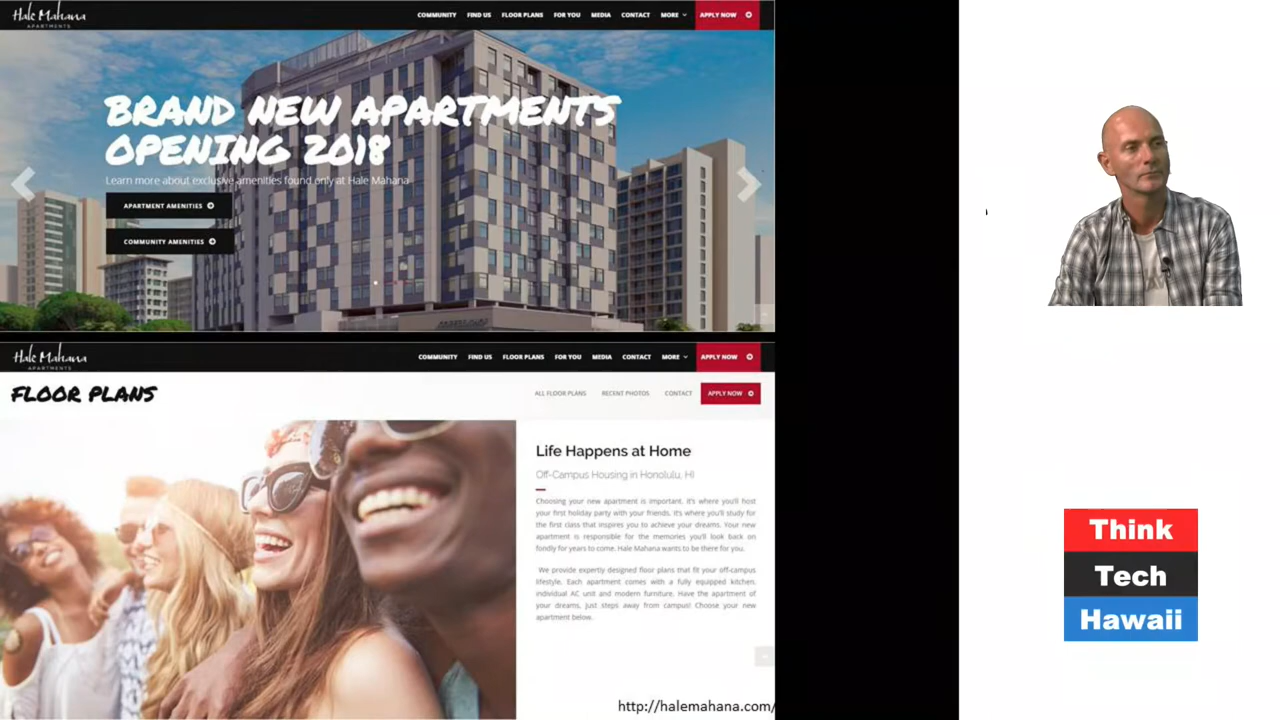 Hale Mahana
APARTMENTS
COMMUNITY FIND US FLOOR PLANS FOR YOU MEDIA CONTACT MORE APPLY NOW
BRAND NEW APARTMENTS
OPENING 2018
Learn more about exclusive amenities found only at Hale Mahana
APARTMENT AMENITIES
COMMUNITY AMENITIES
Hale Mahana
APARTMENTS
COMMUNITY FIND US FLOOR PLANS FOR YOU MEDIA CONTACT MORE APPLY NOW
FLOOR PLANS
ALL FLOOR PLANS RECENT PHOTOS CONTACT APPLY NOW
Life Happens at Home
Off-Campus Housing in Honolulu, HI
Choosing your new apartment is important. It's where you'll host
your first holiday party with your friends. It's where you'll study for
the first class that inspires you to achieve your dreams. Your new
apartment is responsible for the memories you'll look back on
fondly for years to come. Hale Mahana wants to be there for you.
We provide expertly designed floor plans that fit your off-campus
lifestyle. Each apartment comes with a fully equipped kitchen,
individual AC unit and modern furniture. Have the apartment of
your dreams, just steps away from campus! Choose your new
apartment below.
http://halemahana.com/
Think
Tech
Hawaii